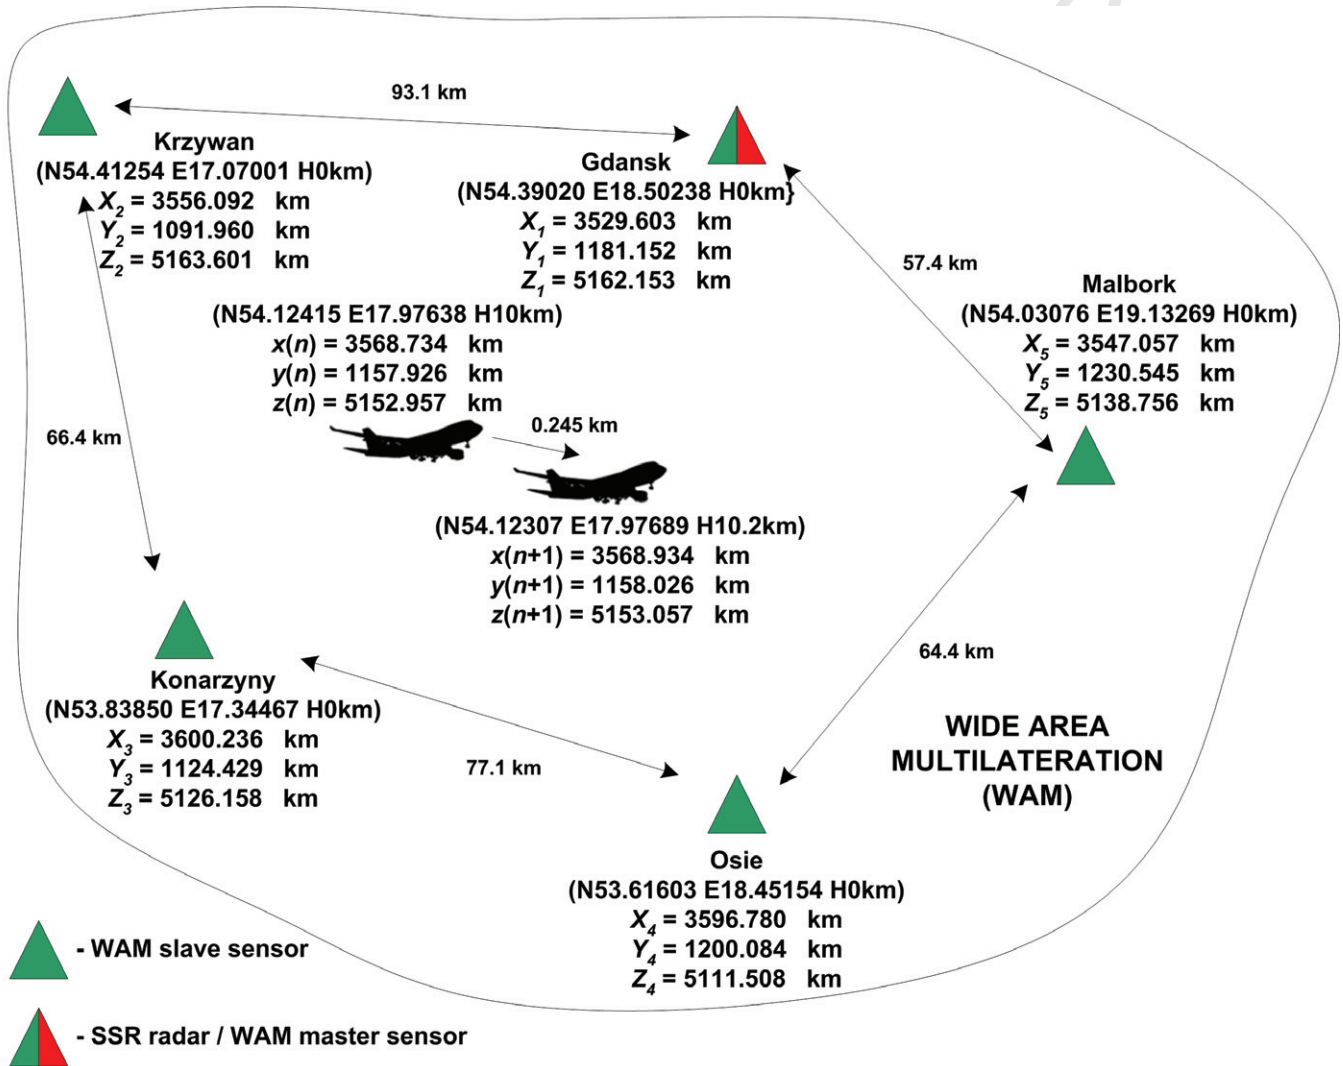 93.1 km
Krzywan
(N54.41254 E17.07001 H0km)
X2 = 3556.092 km
Y2 = 1091.960 km
Z2 = 5163.601 km
Gdansk
(N54.39020 E18.50238 H0km}
X1 = 3529.603 km
Y1 = 1181.152 km
Z1 = 5162.153 km
57.4 km
Malbork
(N54.03076 E19.13269 H0km)
X5 = 3547.057 km
Y5 = 1230.545 km
Z5 = 5138.756 km
(N54.12415 E17.97638 H10km)
x(n) = 3568.734 km
y(n) = 1157.926 km
z(n) = 5152.957 km
66.4 km
0.245 km
(N54.12307 E17.97689 H10.2km)
x(n+1) = 3568.934 km
y(n+1) = 1158.026 km
z(n+1) = 5153.057 km
64.4 km
Konarzyny
(N53.83850 E17.34467 H0km)
X3 = 3600.236 km
Y3 = 1124.429 km
Z3 = 5126.158 km
77.1 km
WIDE AREA
MULTILATERATION
(WAM)
Osie
(N53.61603 E18.45154 H0km)
X4 = 3596.780 km
Y4 = 1200.084 km
Z4 = 5111.508 km
- WAM slave sensor
- SSR radar / WAM master sensor